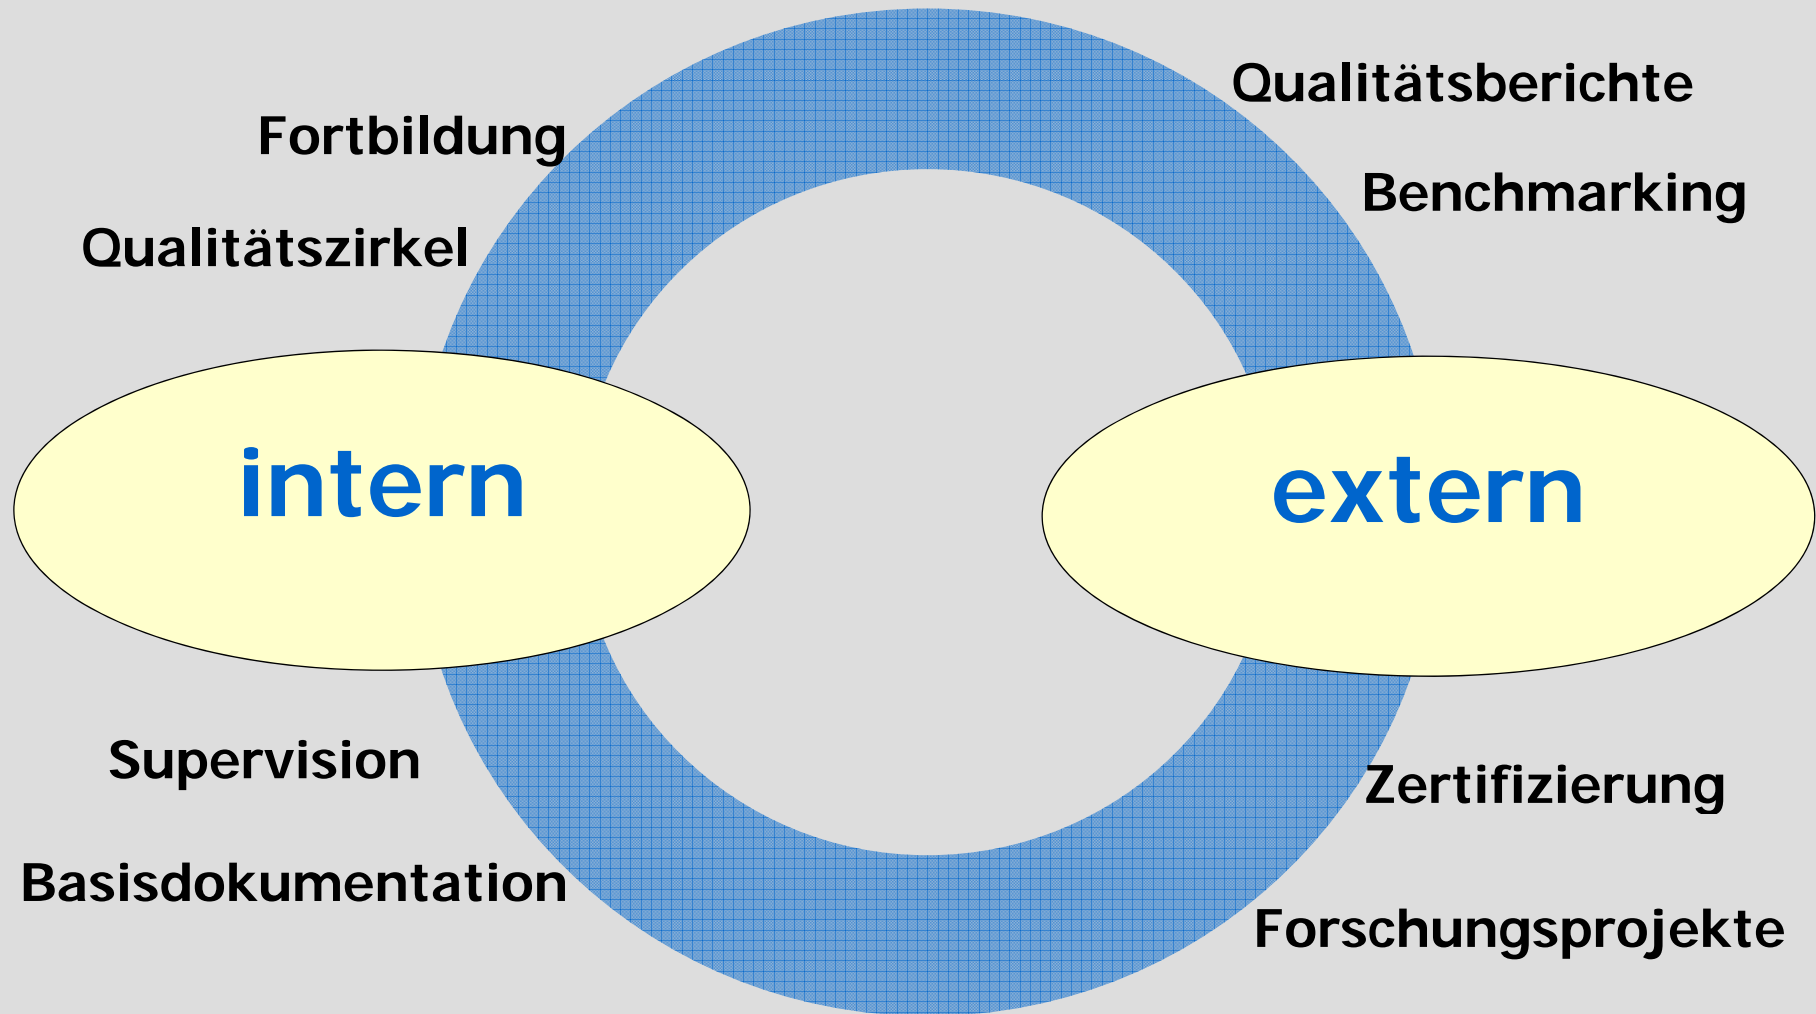 Fortbildung
Qualitätszirkel
intern
Supervision
Basisdokumentation
Qualitätsberichte
Benchmarking
extern
Zertifizierung
Forschungsprojekte